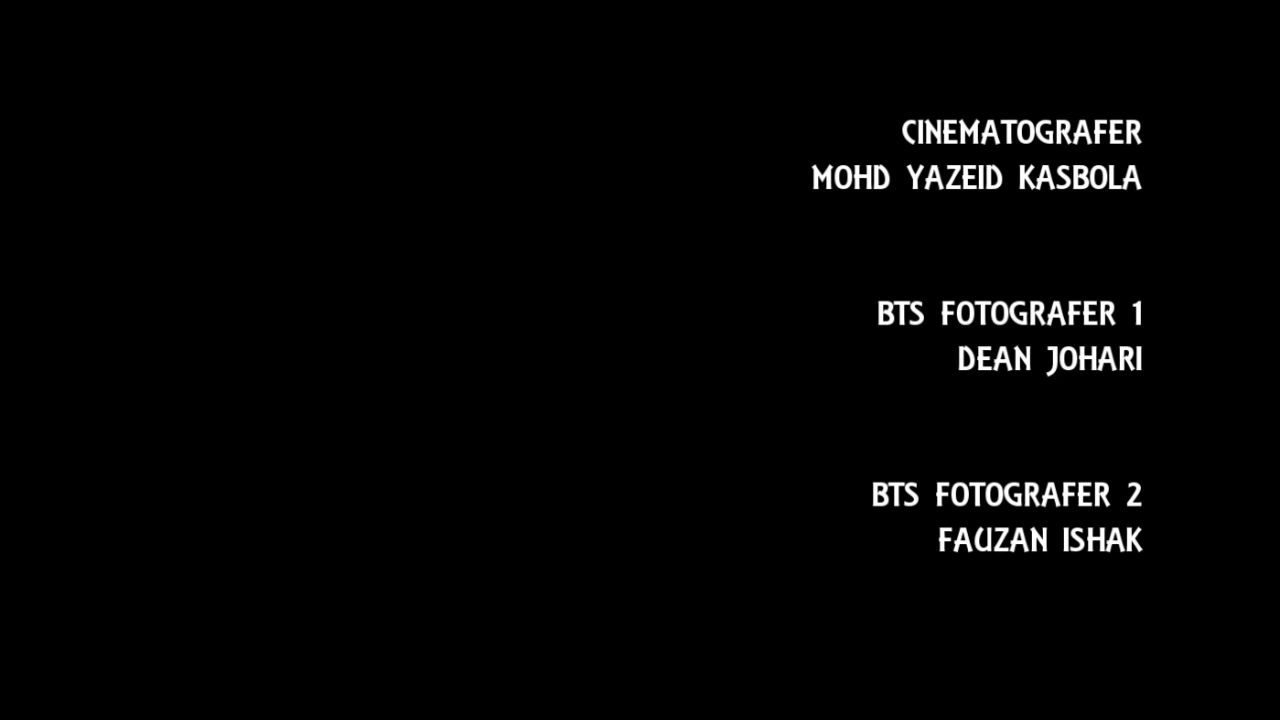 CINEMATOGRAFER
MOHD YAZEID KASBOLA
BTS FOTOGRAFER 1
DEAN JOHARI
BTS FOTOGRAFER 2
FAUZAN ISHAK